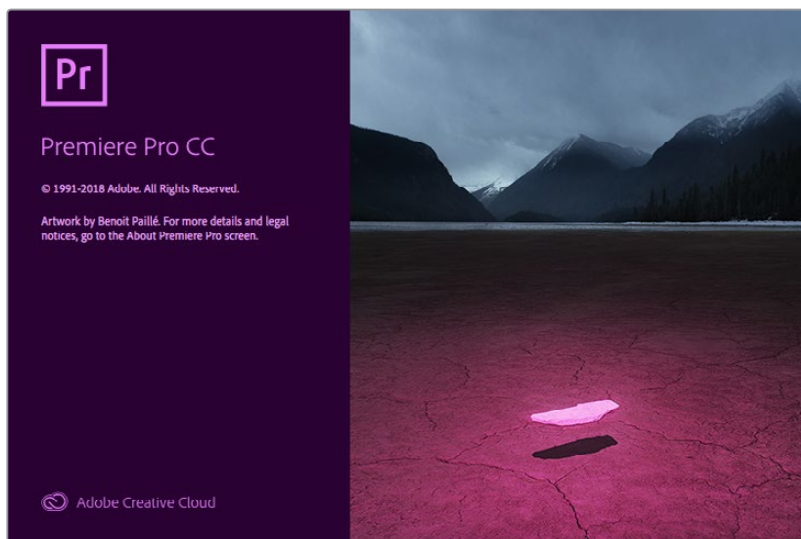 Pr
Premiere Pro CC
© 1991-2018 Adobe. All Rights Reserved.
Artwork by Benoit Paillé. For more details and legal
notices, go to the About Premiere Pro screen.
Adobe Creative Cloud